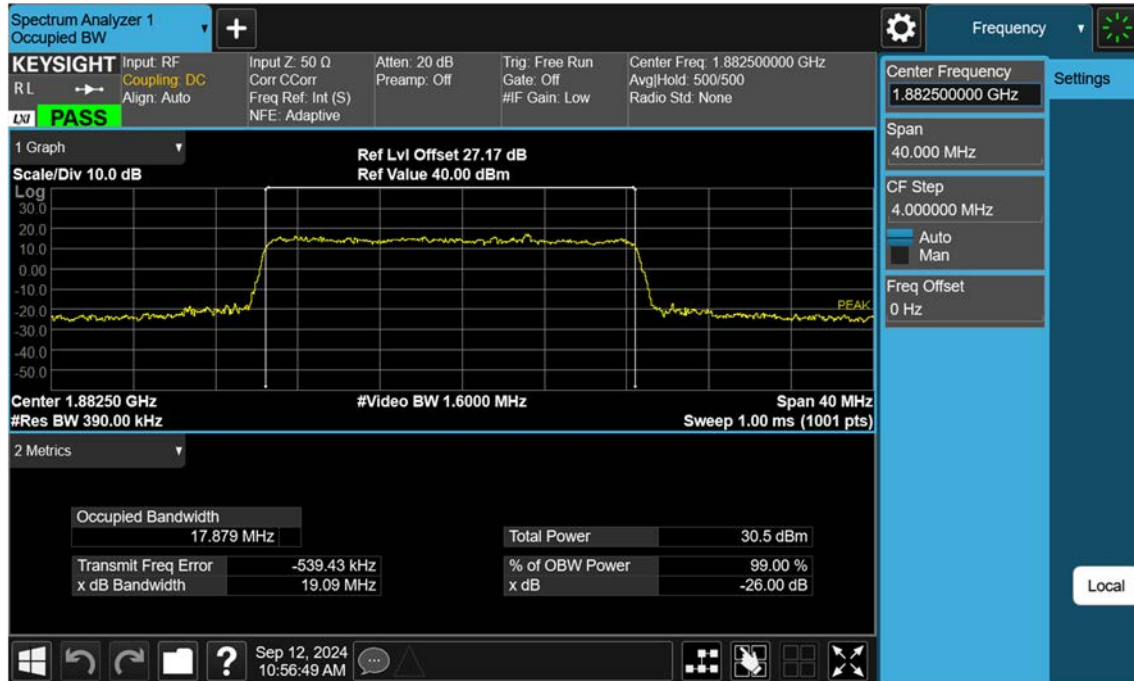 Spectrum Analyzer 1
Occupied BW
Frequency
KEYSIGHT
R L
LXI PASS
Input: RF
Coupling: DC
Align: Auto
Input Z: 50 Ω
Corr CCorr
Freq Ref: Int (S)
NFE: Adaptive
Atten: 20 dB
Preamp: Off
Trig: Free Run
Gate: Off
#IF Gain: Low
Center Freq: 1.882500000 GHz
Avg|Hold: 500/500
Radio Std: None
Center Frequency
1.882500000 GHz
Settings
Span
40.000 MHz
CF Step
4.000000 MHz
Auto
Man
Freq Offset
0 Hz
Local
1 Graph
Scale/Div 10.0 dB
Ref Lvl Offset 27.17 dB
Ref Value 40.00 dBm
Log
30.0
20.0
10.0
0.00
-10.0
-20.0
-30.0
-40.0
-50.0
PEAK
Center 1.88250 GHz
#Video BW 1.6000 MHz
Span 40 MHz
#Res BW 390.00 kHz
Sweep 1.00 ms (1001 pts)
2 Metrics
Occupied Bandwidth
17.879 MHz
Total Power 30.5 dBm
Transmit Freq Error -539.43 kHz
% of OBW Power 99.00 %
x dB Bandwidth 19.09 MHz
x dB -26.00 dB
Sep 12, 2024
10:56:49 AM